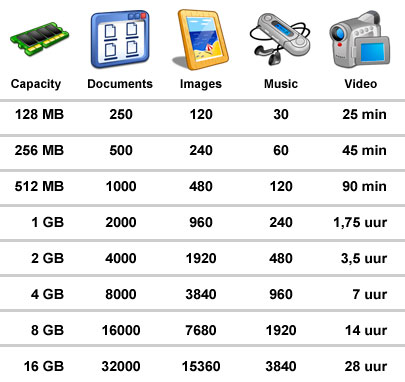 Capacity Documents Images Music Video
128 MB 250 120 30 25 min
256 MB 500 240 60 45 min
512 MB 1000 480 120 90 min
1 GB 2000 960 240 1,75 uur
2 GB 4000 1920 480 3,5 uur
4 GB 8000 3840 960 7 uur
8 GB 16000 7680 1920 14 uur
16 GB 32000 15360 3840 28 uur